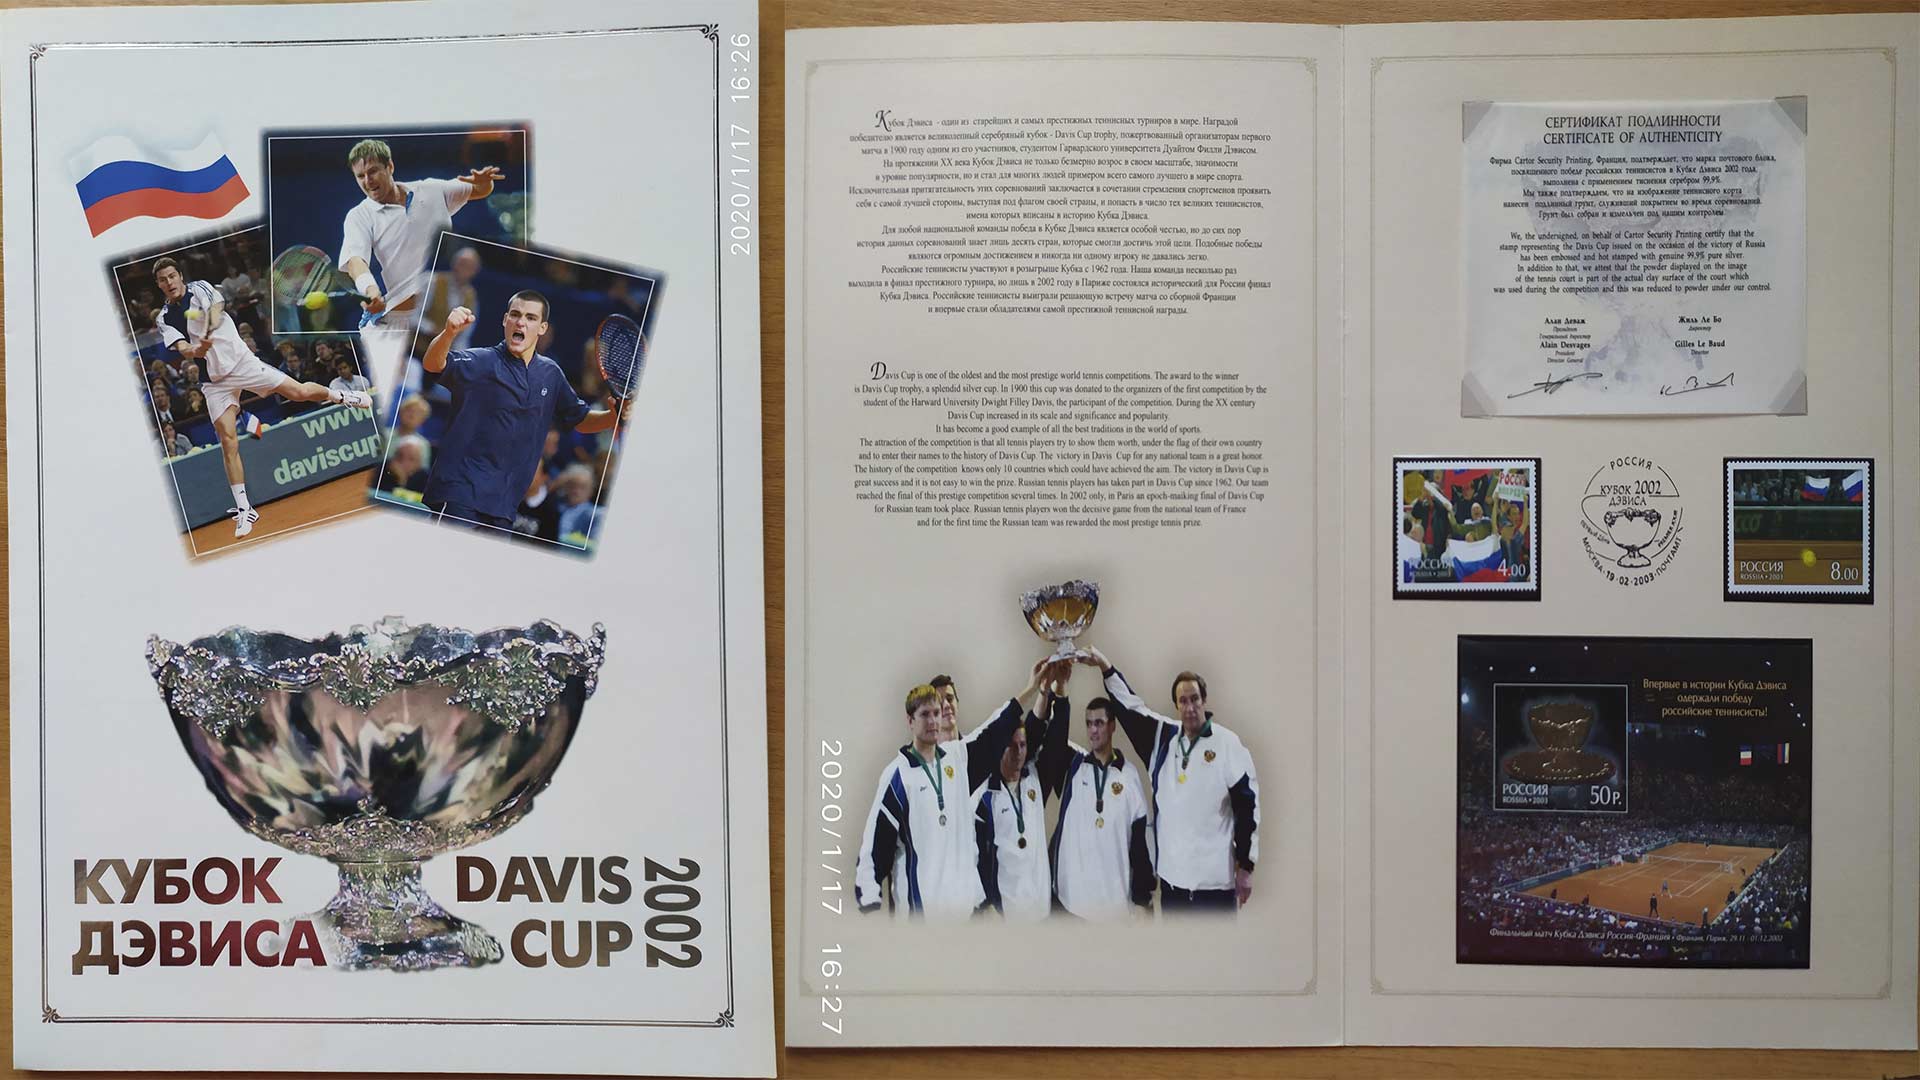 2020/1/17 16:26
www.
daviscup
КУБОК
ДЭВИСА
DAVIS
CUP
2002
Кубок Дэвиса - один из старейших и самых престижных теннисных турниров в мире. Наградой
победителю является великолепный серебряный кубок - Davis Cup trophy, пожертвованный организаторам первого
матча в 1900 году одним из его участников, студентом Гарвардского университета Дуайтом Филли Дэвисом.
На протяжении XX века Кубок Дэвиса не только безмерно возрос в своем масштабе, значимости
и уровне популярности, но и стал для многих людей примером всего самого лучшего в мире спорта.
Исключительная притягательность этих соревнований заключается в сочетании стремления спортсменов проявить
себя с самой лучшей стороны, выступая под флагом своей страны, и попасть в число тех великих теннисистов,
имена которых вписаны в историю Кубка Дэвиса.
Для любой национальной команды победа в Кубке Дэвиса является особой честью, но до сих пор
история данных соревнований знает лишь десять стран, которые смогли достичь этой цели. Подобные победы
являются огромным достижением и никогда ни одному игроку не давались легко.
Российские теннисисты участвуют в розыгрыше Кубка с 1962 года. Наша команда несколько раз
выходила в финал престижного турнира, но лишь в 2002 году в Париже состоялся исторический для России финал
Кубка Дэвиса. Российские теннисисты выиграли решающую встречу матча со сборной Франции
и впервые стали обладателями самой престижной теннисной награды.
Davis Cup is one of the oldest and the most prestige world tennis competitions. The award to the winner
is Davis Cup trophy, a splendid silver cup. In 1900 this cup was donated to the organizers of the first competition by the
student of the Harward University Dwight Filley Davis, the participant of the competition. During the XX century
Davis Cup increased in its scale and significance and popularity.
It has become a good example of all the best traditions in the world of sports.
The attraction of the competition is that all tennis players try to show them worth, under the flag of their own country
and to enter their names to the history of Davis Cup. The victory in Davis Cup for any national team is a great honor.
The history of the competition knows only 10 countries which could have achieved the aim. The victory in Davis Cup is
great success and it is not easy to win the prize. Russian tennis players has taken part in Davis Cup since 1962. Our team
reached the final of this prestige competition several times. In 2002 only, in Paris an epoch-maiking final of Davis Cup
for Russian team took place. Russian tennis players won the decisive game from the national team of France
and for the first time the Russian team was rewarded the most prestige tennis prize.
2020/1/17 16:27
СЕРТИФИКАТ ПОДЛИННОСТИ
CERTIFICATE OF AUTHENTICITY
Фирма Cartor Security Printing, Франция, подтверждает, что марка почтового блока,
посвященного победе российских теннисистов в Кубке Дэвиса 2002 года,
выполнена с применением тиснения серебром 99,9%.
Мы также подтверждаем, что на изображение теннисного корта
нанесен подлинный грунт, служивший покрытием во время соревнований.
Грунт был собран и измельчен под нашим контролем.
We, the undersigned, on behalf of Cartor Security Printing certify that the
stamp representing the Davis Cup issued on the occasion of the victory of Russia
has been embossed and hot stamped with genuine 99,9% pure silver.
In addition to that, we attest that the powder displayed on the image
of the tennis court is part of the actual clay surface of the court which
was used during the competition and this was reduced to powder under our control.
Алан Деваж
Президент
Генеральный директор
Alain Desvages
President
Director General
Жиль Ле Бо
Директор
Gilles Le Baud
Director
РОССИЯ
ROSSIIA • 2003
4.00
РОССИЯ
КУБОК 2002
ДЭВИСА
ПЕРВЫЙ ДЕНЬ
МОСКВА · 19 · 02 · 2003 · ПОЧТАМТ
РОССИЯ
ROSSIIA • 2003
8.00
Впервые в истории Кубка Дэвиса
одержали победу
российские теннисисты!
РОССИЯ
ROSSIIA • 2003
50 Р.
Финальный матч Кубка Дэвиса Россия-Франция • Франция, Париж, 29.11 - 01.12.2002